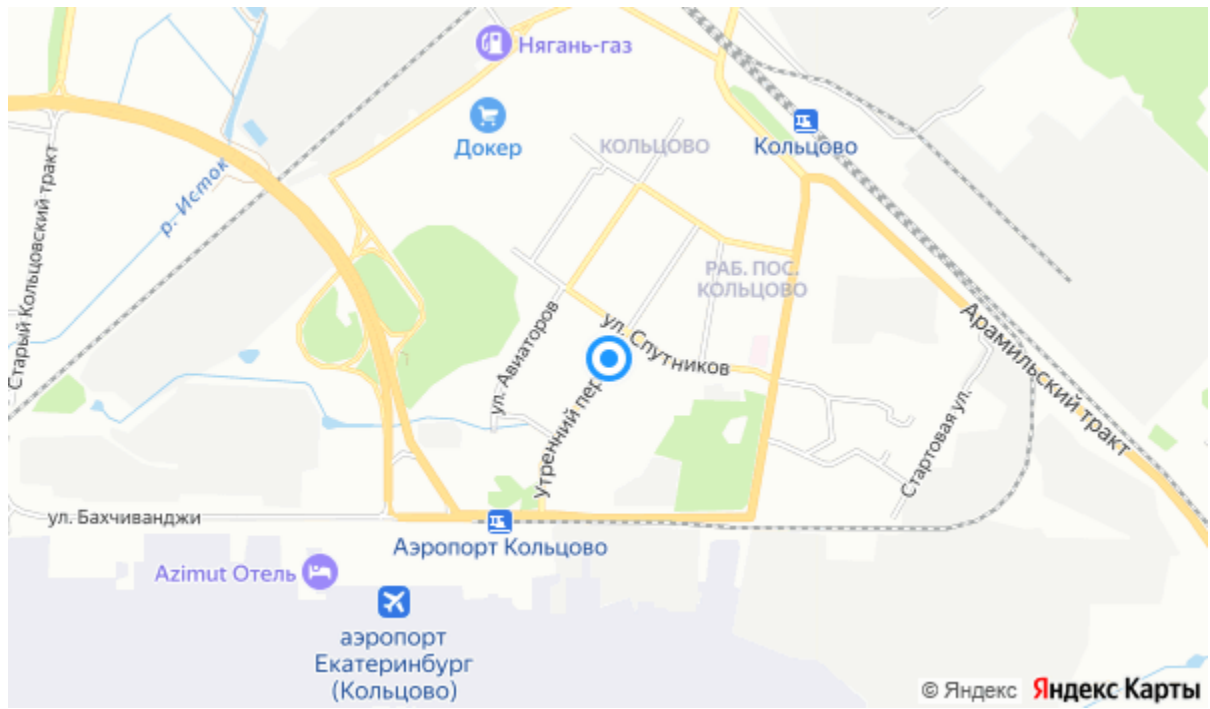 Нягань-газ
Докер
КОЛЬЦОВО
Кольцово
р. Исток
Старый Кольцовский тракт
РАБ. ПОС.
КОЛЬЦОВО
ул. Авиаторов
ул. Спутников
Арамильский тракт
Утренний пер.
Стартовая ул.
ул. Бахчиванджи
Аэропорт Кольцово
Azimut Отель
аэропорт
Екатеринбург
(Кольцово)
© Яндекс Яндекс Карты